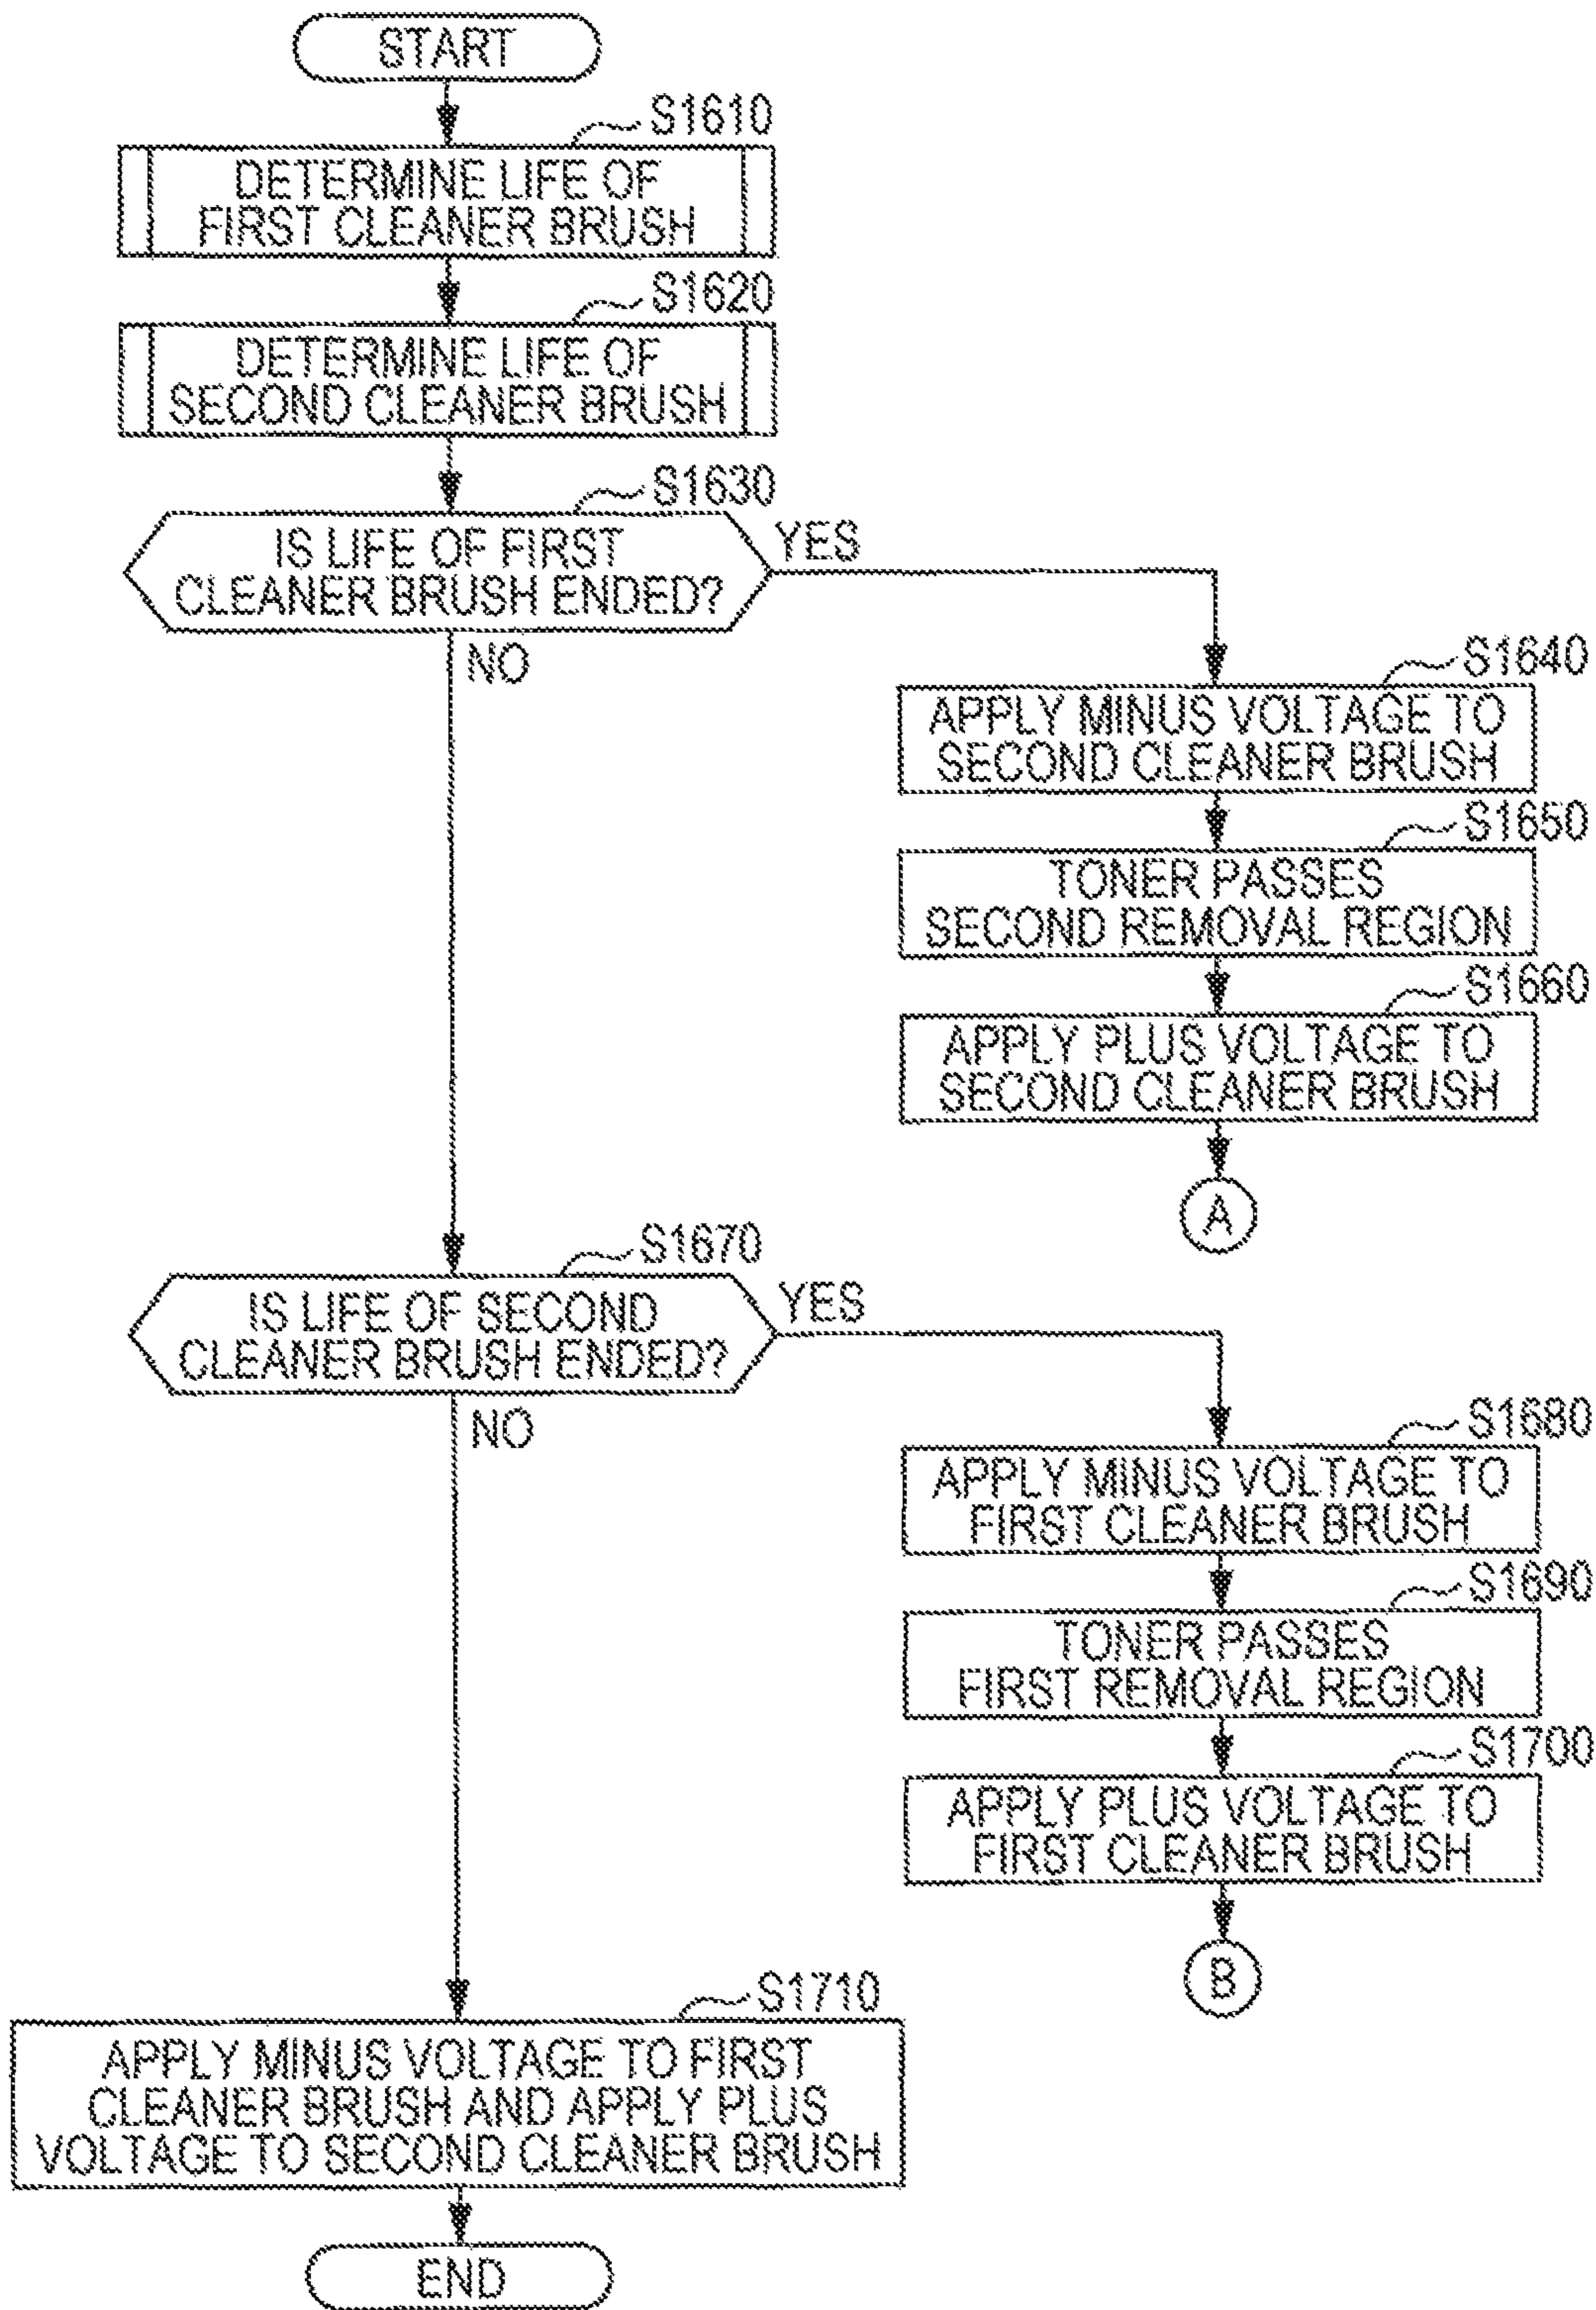 START
S1610
DETERMINE LIFE OF
FIRST CLEANER BRUSH
S1620
DETERMINE LIFE OF
SECOND CLEANER BRUSH
S1630
IS LIFE OF FIRST
CLEANER BRUSH ENDED?
YES
NO
S1640
APPLY MINUS VOLTAGE TO
SECOND CLEANER BRUSH
S1650
TONER PASSES
SECOND REMOVAL REGION
S1660
APPLY PLUS VOLTAGE TO
SECOND CLEANER BRUSH
A
S1670
IS LIFE OF SECOND
CLEANER BRUSH ENDED?
YES
NO
S1680
APPLY MINUS VOLTAGE TO
FIRST CLEANER BRUSH
S1690
TONER PASSES
FIRST REMOVAL REGION
S1700
APPLY PLUS VOLTAGE TO
FIRST CLEANER BRUSH
B
S1710
APPLY MINUS VOLTAGE TO FIRST
CLEANER BRUSH AND APPLY PLUS
VOLTAGE TO SECOND CLEANER BRUSH
END